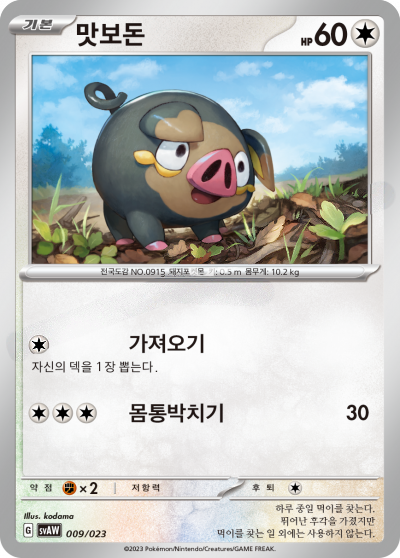 기본 맛보돈 HP 60
전국도감 NO.0915 돼지포 0.5 m 몸무게: 10.2 kg
가져오기
자신의 덱을 1장 뽑는다.
몸통박치기 30
약점 ×2 저항력 후퇴
Illus. kodama
G svAW 009/023
하루 종일 먹이를 찾는다.
뛰어난 후각을 가졌지만
먹이를 찾는 일 외에는 사용하지 않는다.
©2023 Pokémon/Nintendo/Creatures/GAME FREAK.